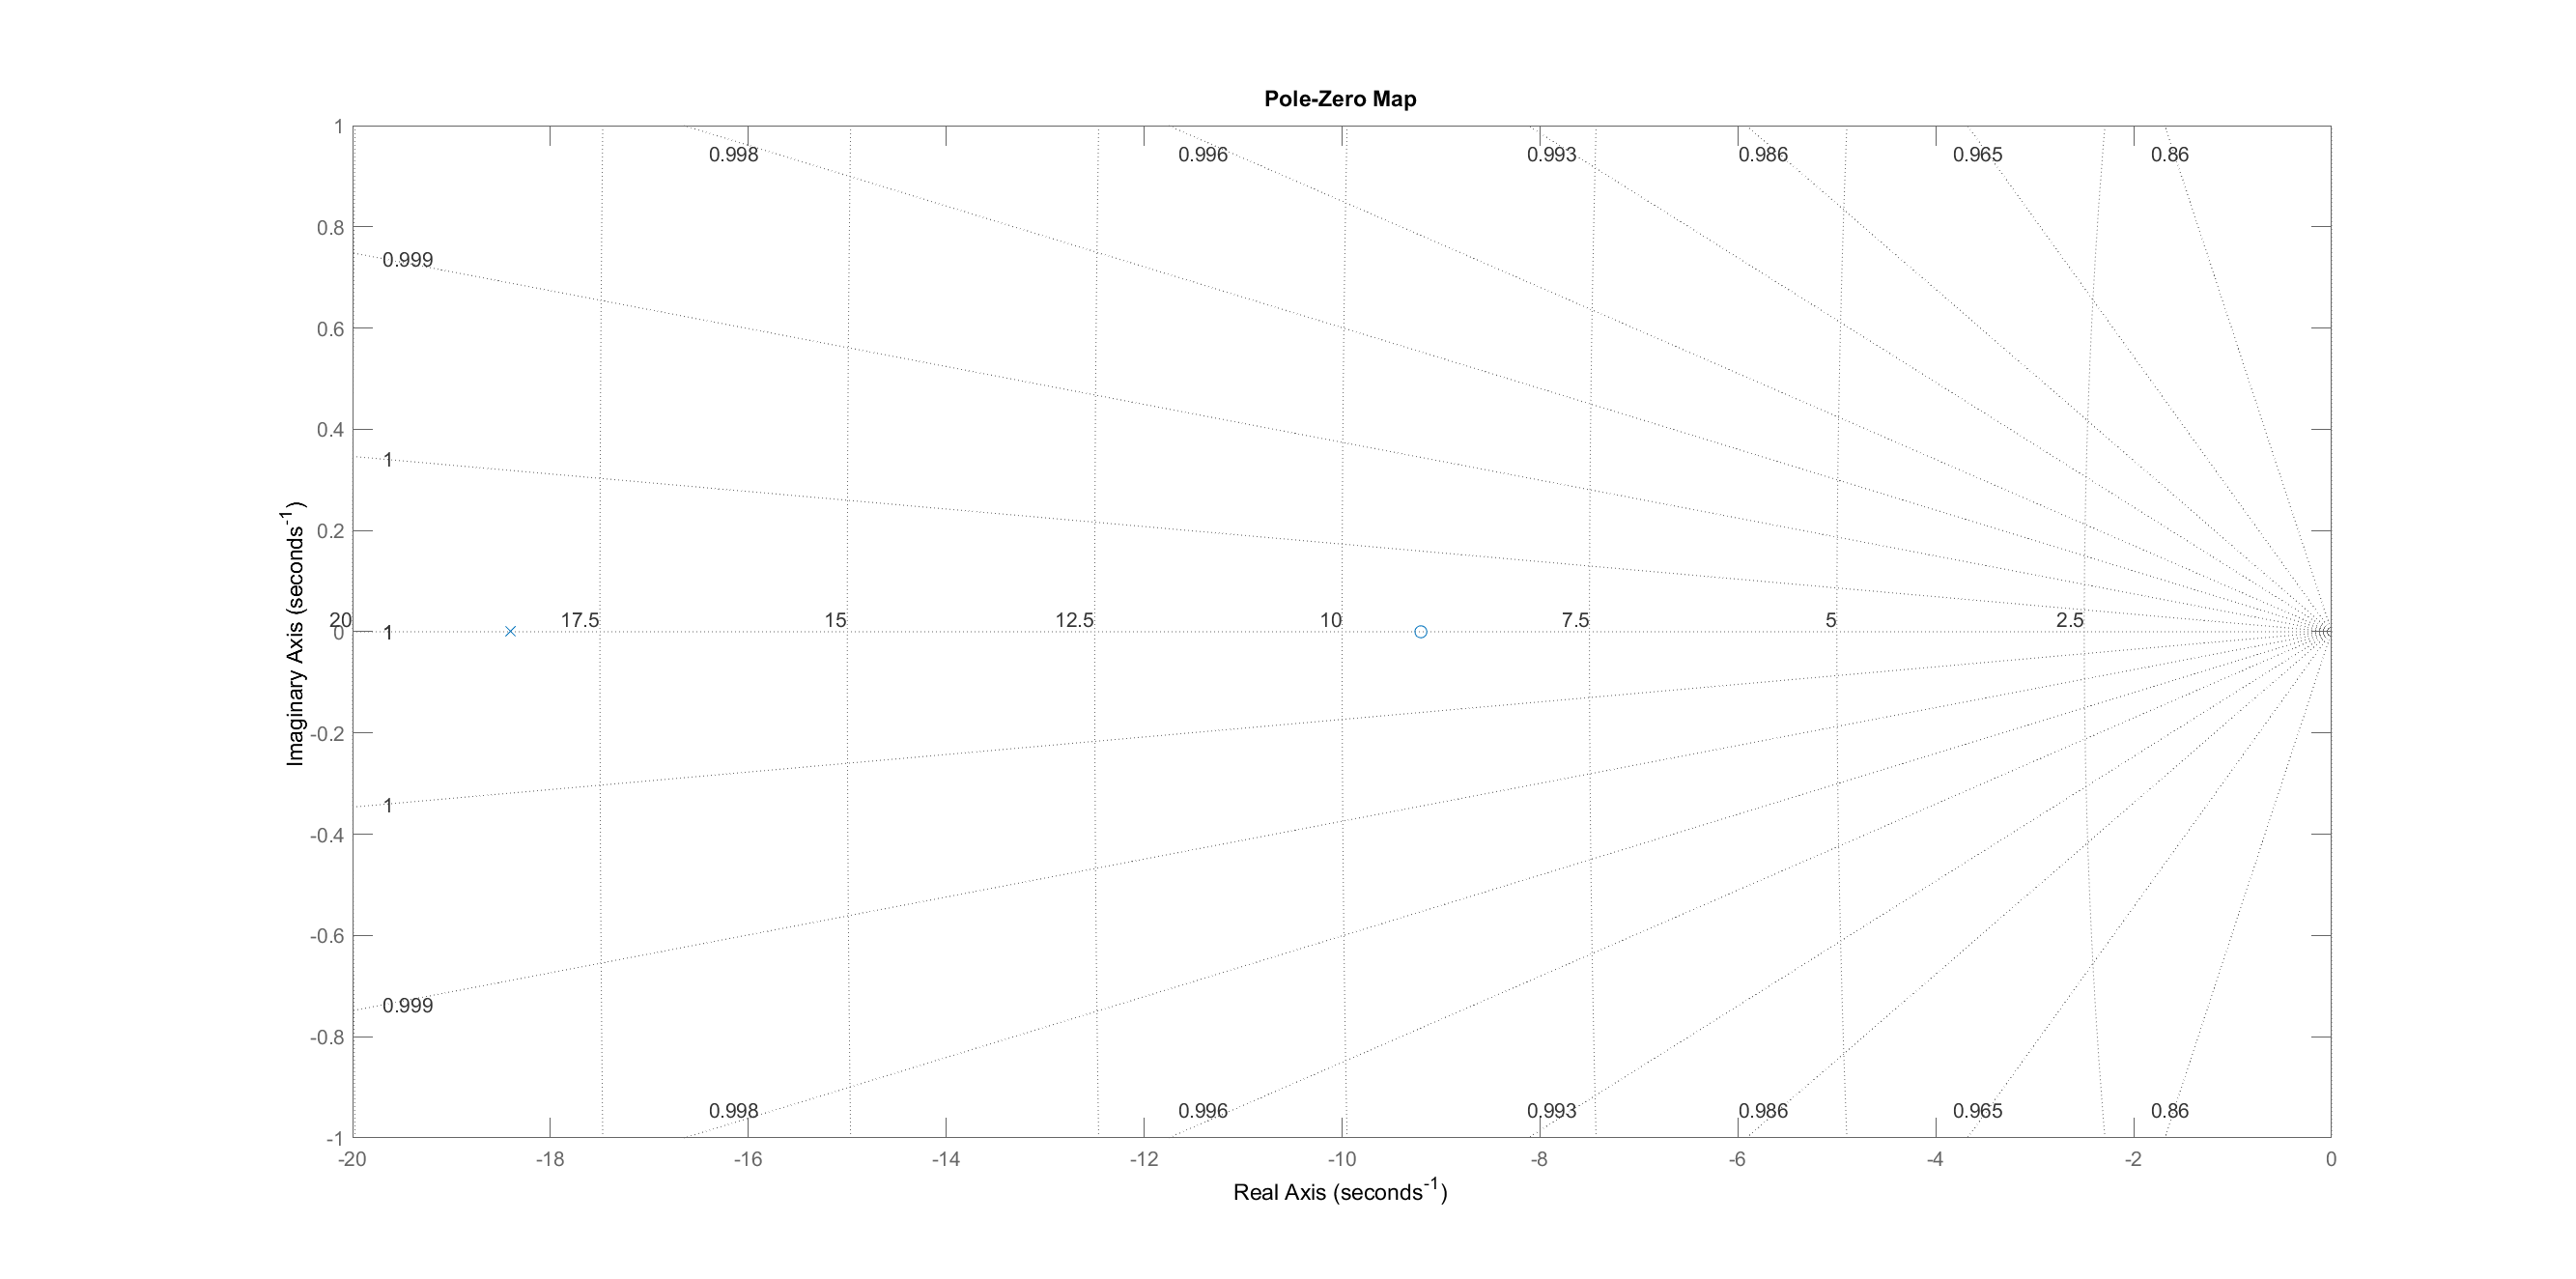 Pole-Zero Map
1
0.998 0.996 0.993 0.986 0.965 0.86
0.8
0.999
0.6
0.4
1
0.2
20 17.5 15 12.5 10 7.5 5 2.5
0 1
-0.2
1
-0.4
-0.6
0.999
-0.8
0.998 0.996 0.993 0.986 0.965 0.86
-1
-20 -18 -16 -14 -12 -10 -8 -6 -4 -2 0
Real Axis (seconds⁻¹)
Imaginary Axis (seconds⁻¹)